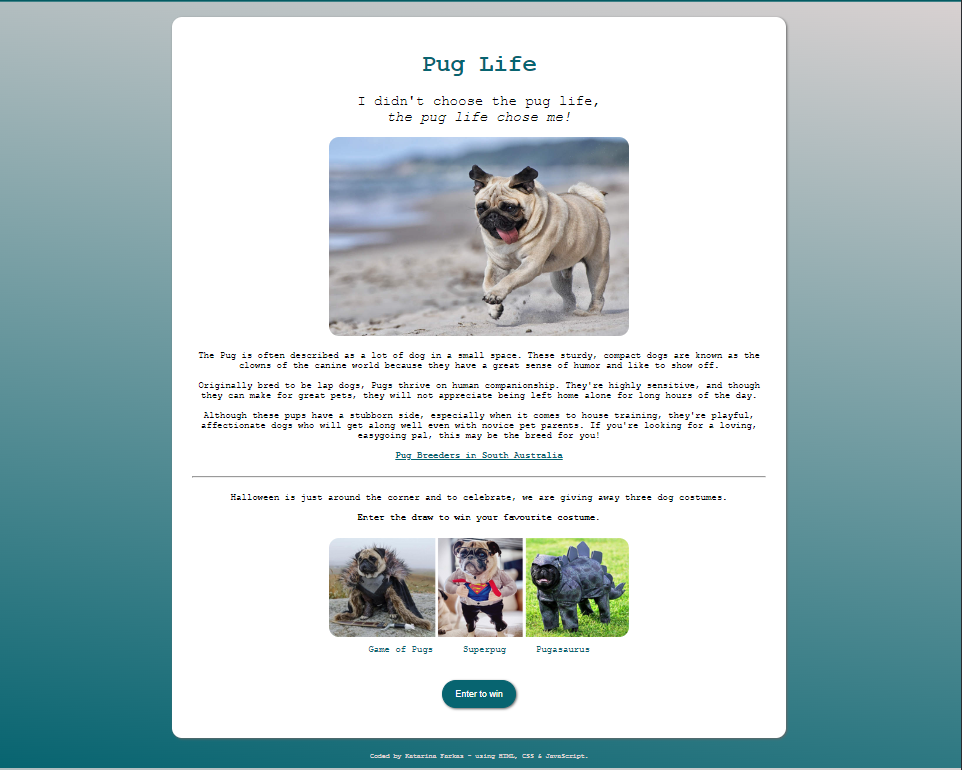 Pug Life
I didn't choose the pug life,
the pug life chose me!
The Pug is often described as a lot of dog in a small space. These sturdy, compact dogs are known as the
clowns of the canine world because they have a great sense of humor and like to show off.
Originally bred to be lap dogs, Pugs thrive on human companionship. They're highly sensitive, and though
they can make for great pets, they will not appreciate being left home alone for long hours of the day.
Although these pups have a stubborn side, especially when it comes to house training, they're playful,
affectionate dogs who will get along well even with novice pet parents. If you're looking for a loving,
easygoing pal, this may be the breed for you!
Pug Breeders in South Australia
Halloween is just around the corner and to celebrate, we are giving away three dog costumes.
Enter the draw to win your favourite costume.
Game of Pugs Superpug Pugasaurus
Enter to win
Coded by Katarina Farkas - using HTML, CSS & JavaScript.